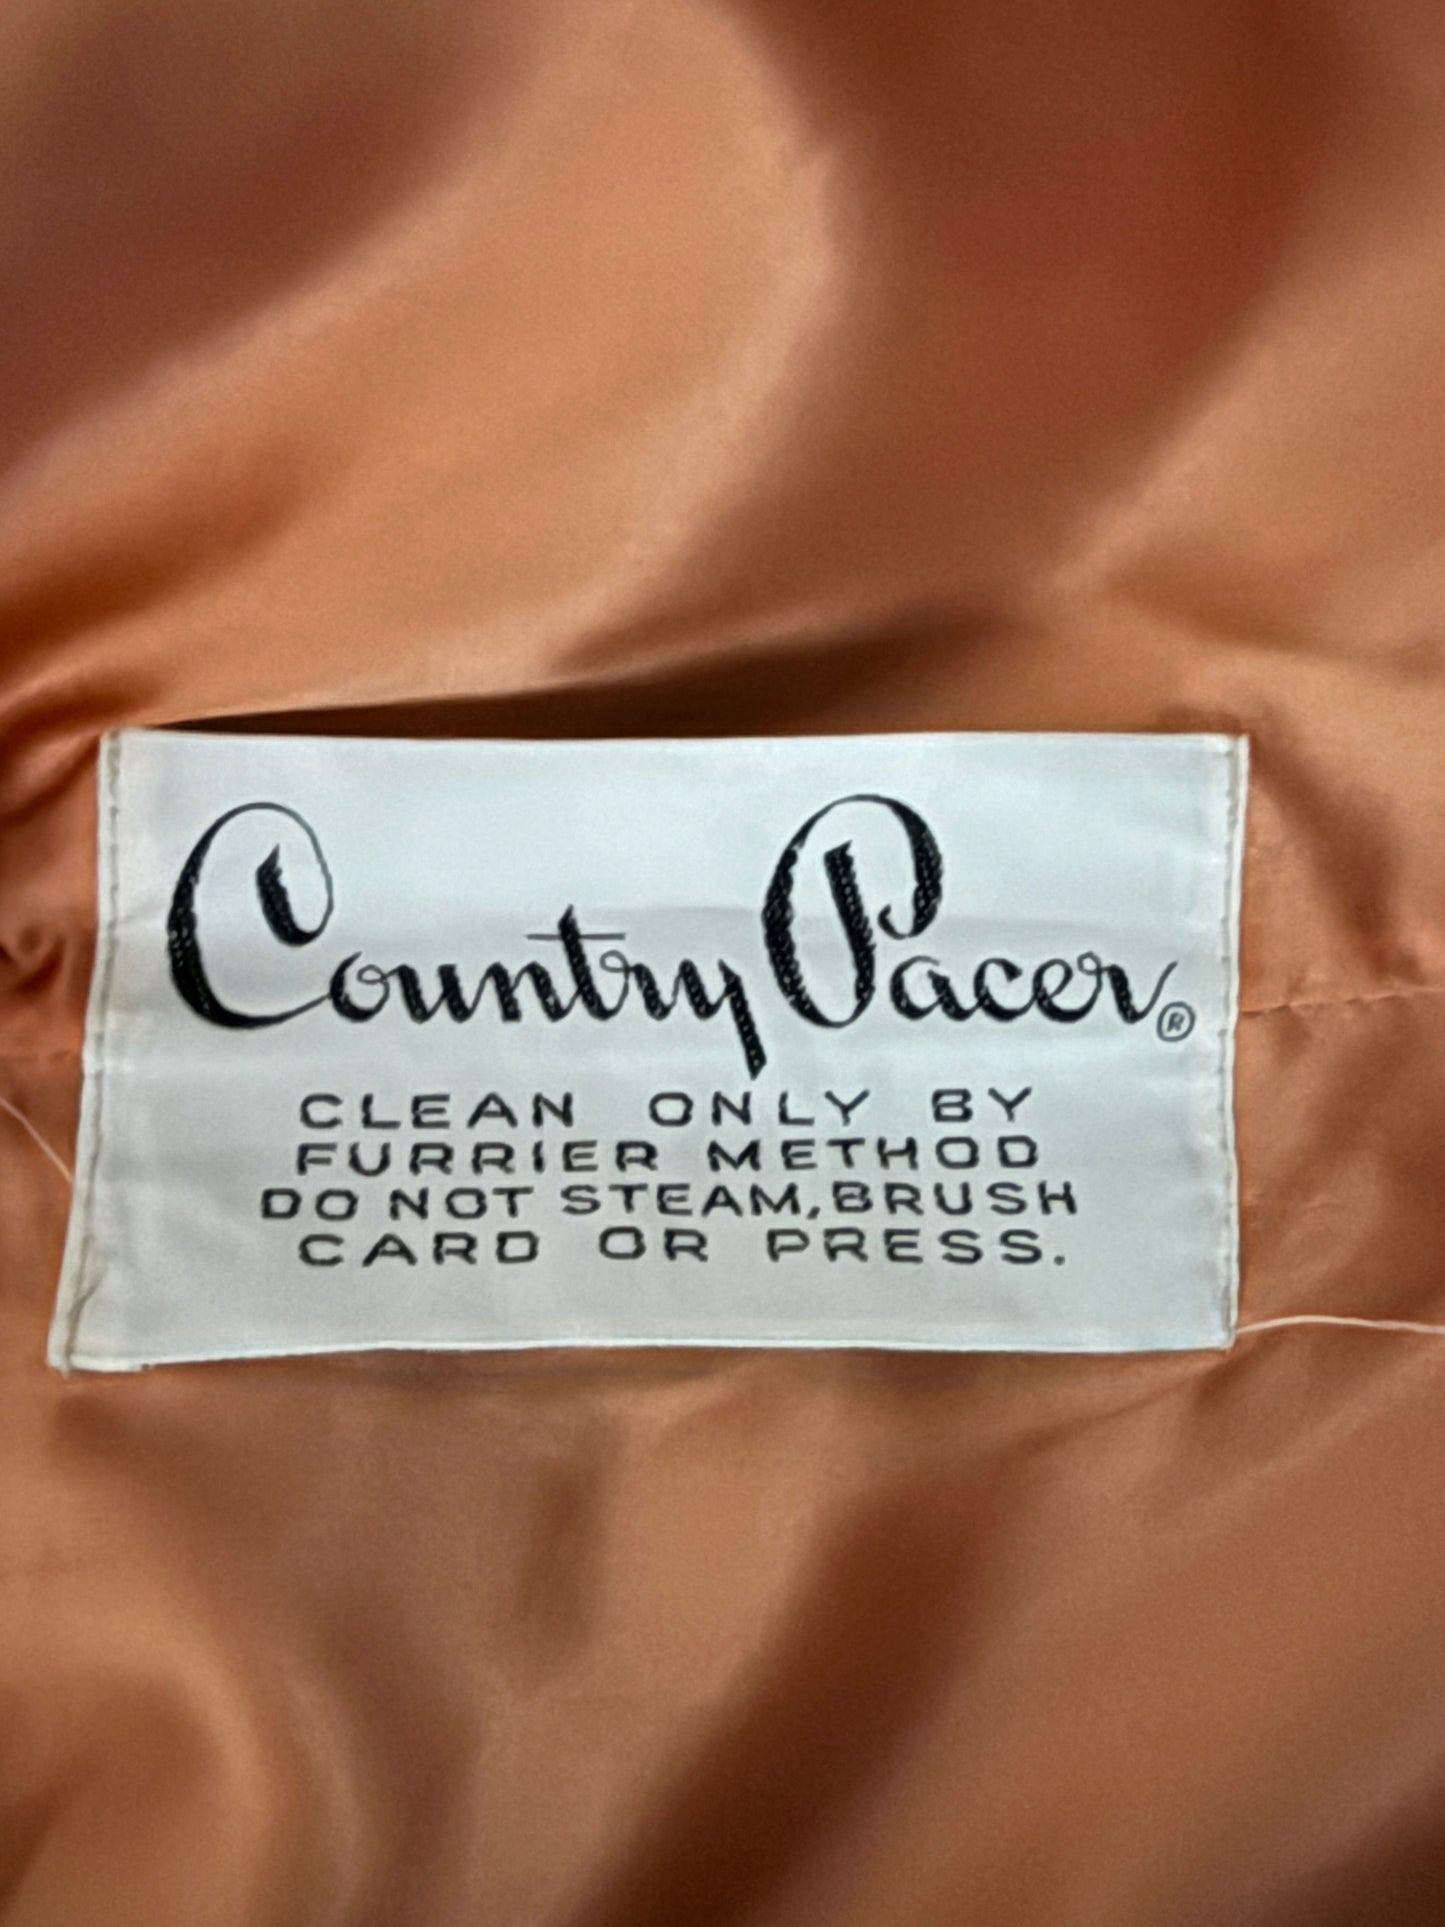 Country Pacer®
CLEAN ONLY BY
FURRIER METHOD
DO NOT STEAM, BRUSH
CARD OR PRESS.